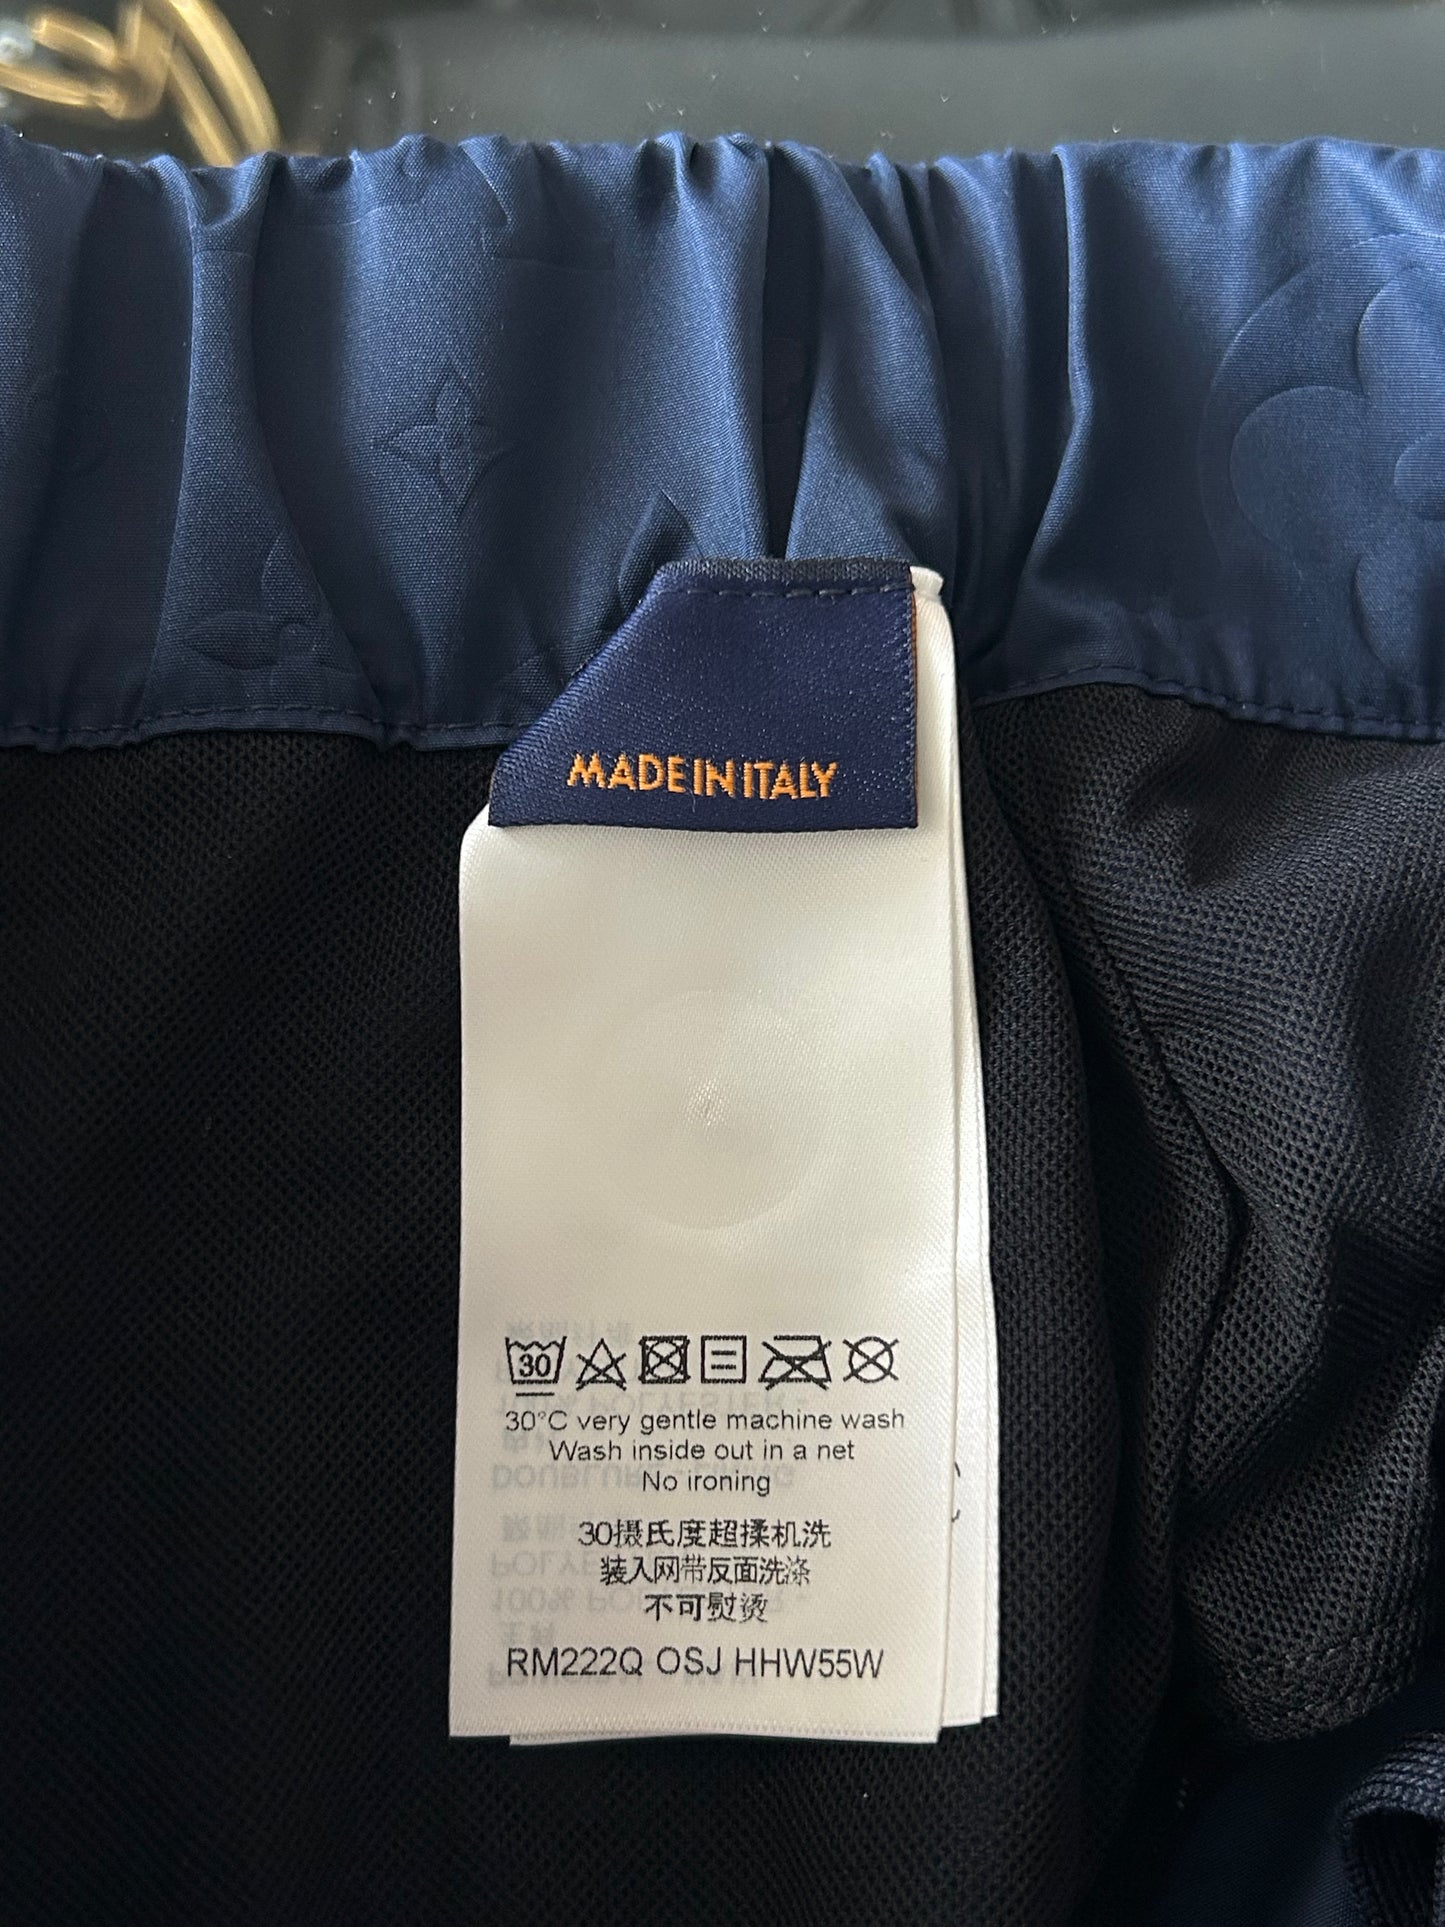 MADE IN ITALY
30
30°C very gentle machine wash
Wash inside out in a net
No ironing
30摄氏度超揉机洗
装入网带反面洗涤
不可熨烫
RM222Q OSJ HHW55W